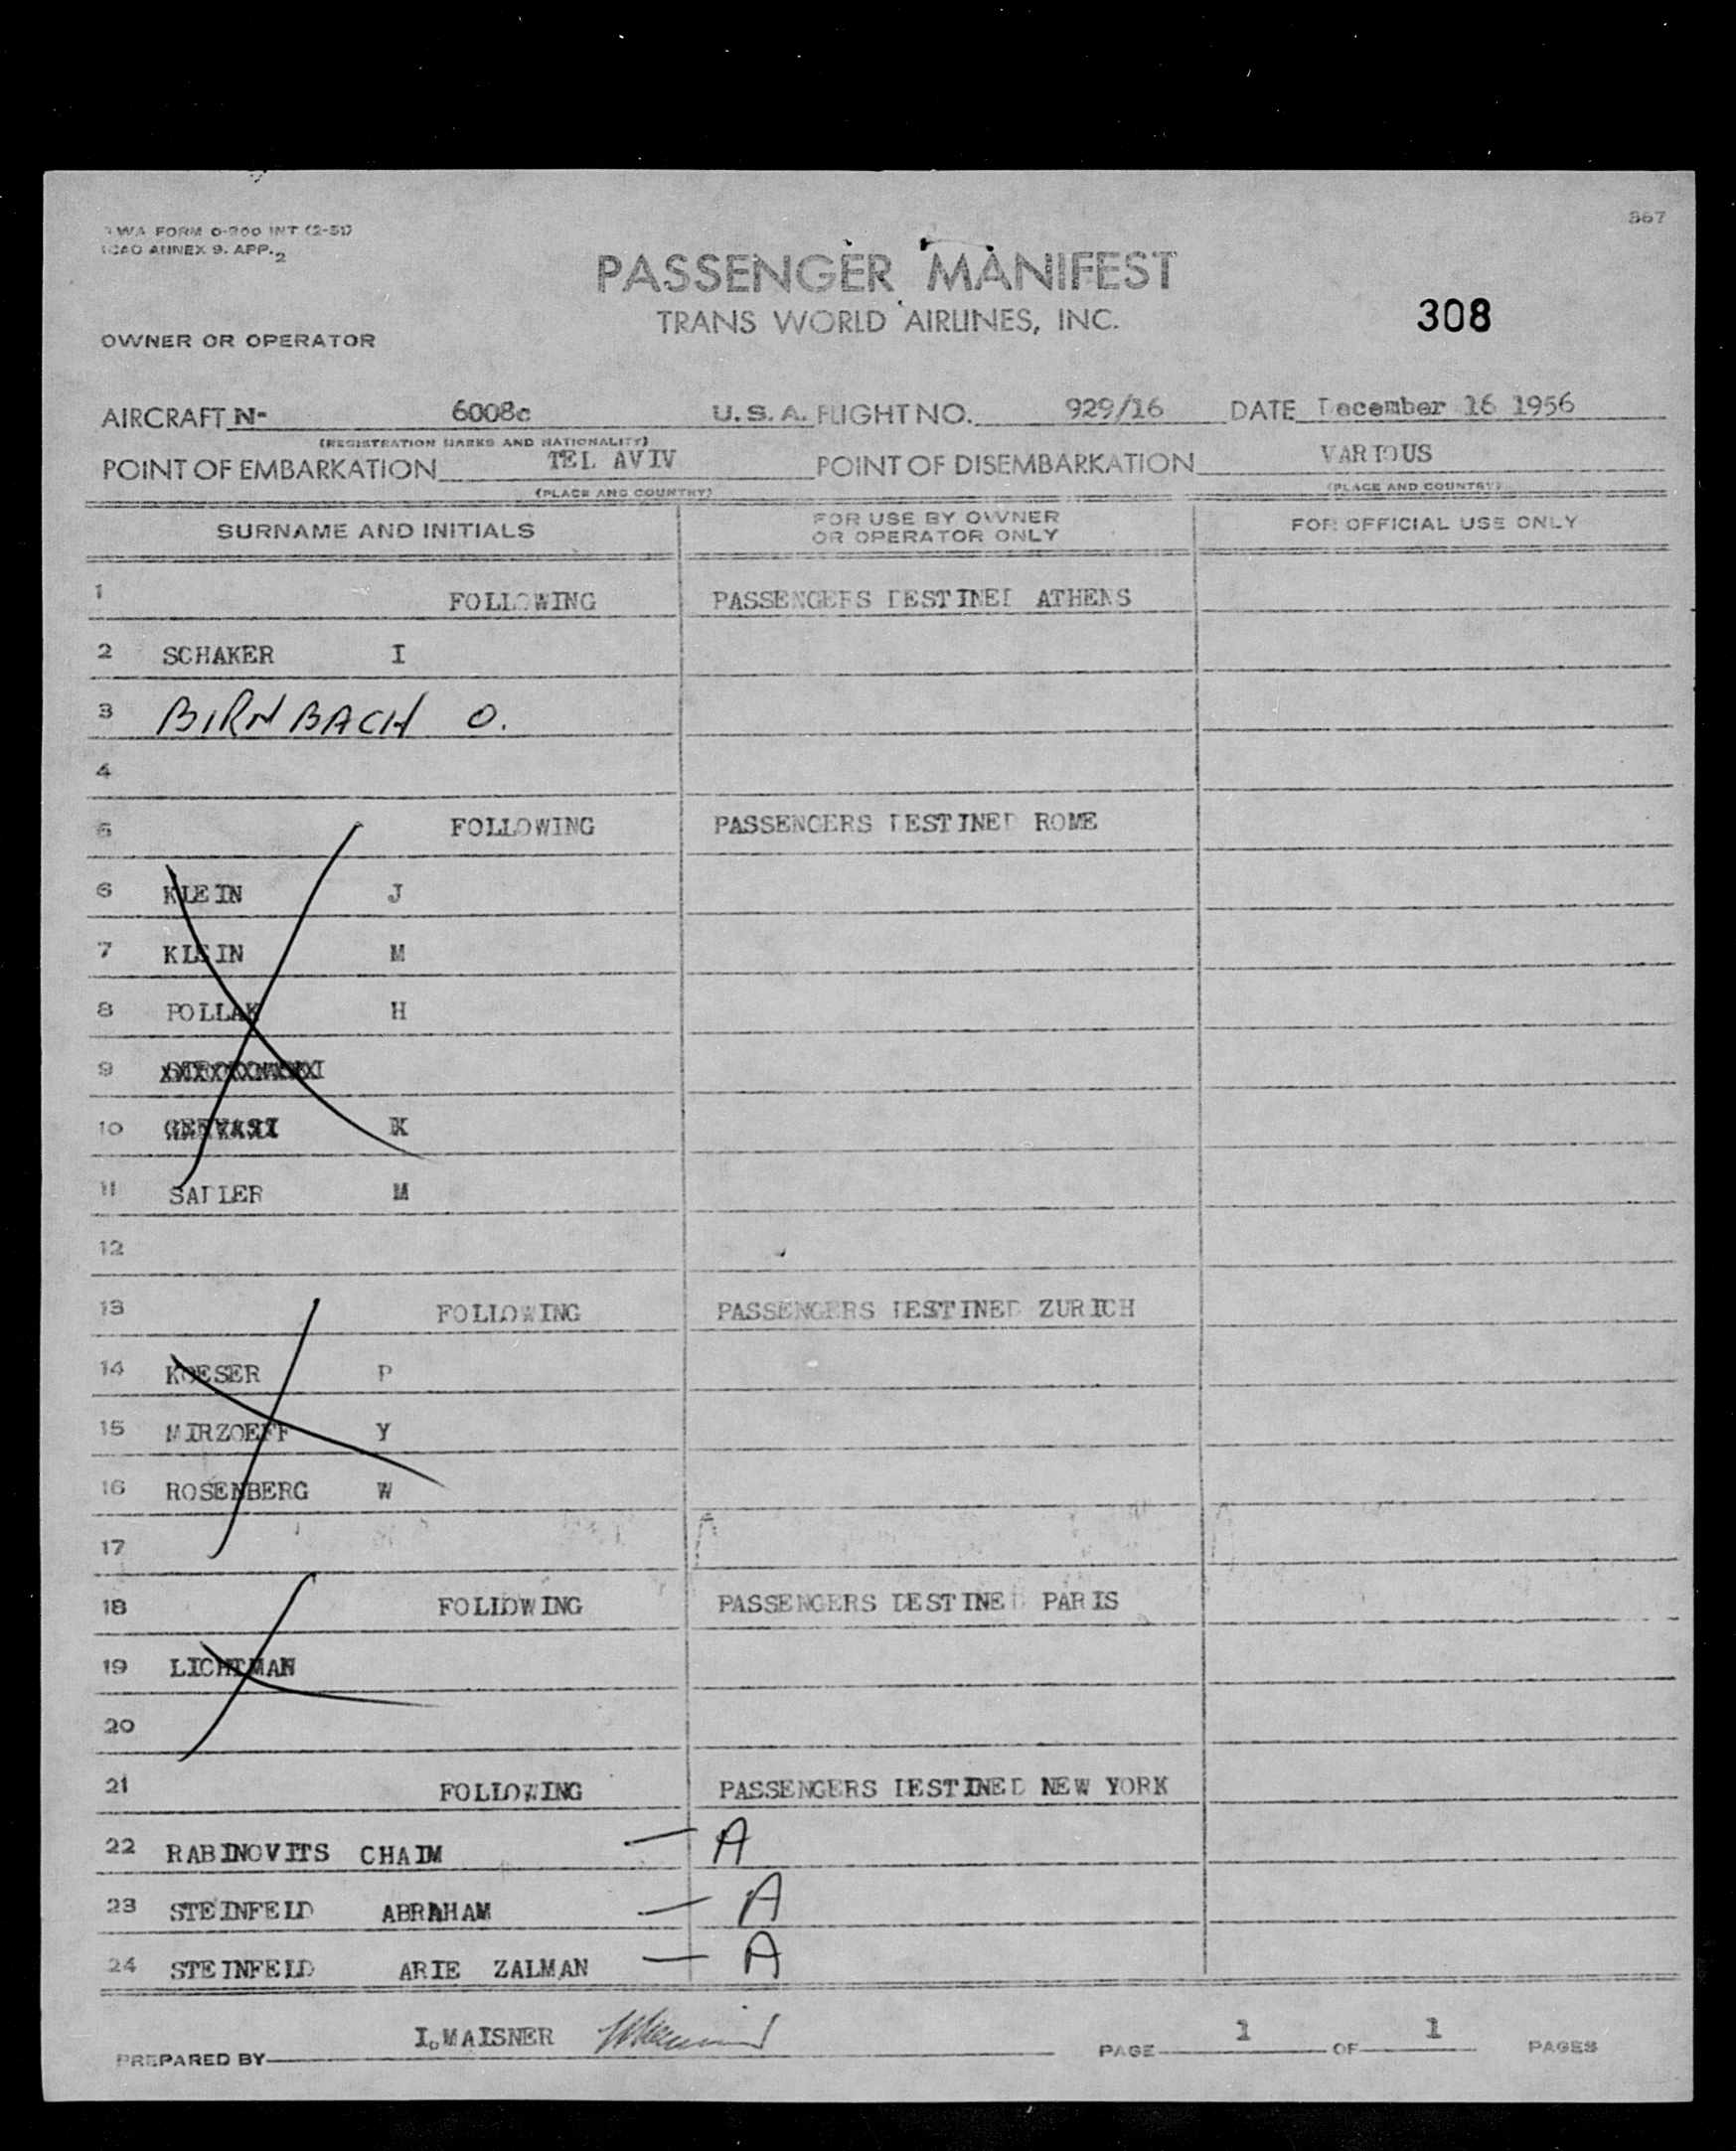 TWA FORM O-200 INT (2-51)
ICAO ANNEX 9. APP. 2
367
PASSENGER MANIFEST
TRANS WORLD AIRLINES, INC.
308
OWNER OR OPERATOR
AIRCRAFT N- 6008c U.S.A. FLIGHT NO. 929/16 DATE December 16 1956
(REGISTRATION MARKS AND NATIONALITY)
POINT OF EMBARKATION TEL AVIV POINT OF DISEMBARKATION VARIOUS
(PLACE AND COUNTRY) (PLACE AND COUNTRY)
SURNAME AND INITIALS FOR USE BY OWNER OR OPERATOR ONLY FOR OFFICIAL USE ONLY
1 FOLLOWING PASSENGERS DESTINED ATHENS
2 SCHAKER I
3 BIRNBACH O.
4
5 FOLLOWING PASSENGERS DESTINED ROME
6 KLEIN J
7 KLEIN M
8 POLLAK H
9
10 GERVASI K
11 SADLER M
12
13 FOLLOWING PASSENGERS DESTINED ZURICH
14 KOESER P
15 MIRZOEFF Y
16 ROSENBERG W
17
18 FOLLOWING PASSENGERS DESTINED PARIS
19 LICHTMAN
20
21 FOLLOWING PASSENGERS DESTINED NEW YORK
22 RABINOVITS CHAIM — A
23 STEINFELD ABRAHAM — A
24 STEINFELD ARIE ZALMAN — A
PREPARED BY I.MAISNER PAGE 1 OF 1 PAGES